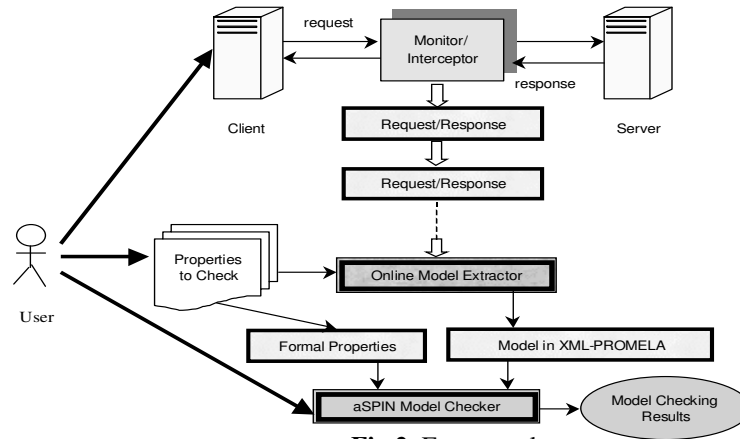 request
Monitor/
Interceptor
response
Client
Server
Request/Response
Request/Response
Properties
to Check
Online Model Extractor
User
Formal Properties
Model in XML-PROMELA
aSPIN Model Checker
Model Checking
Results